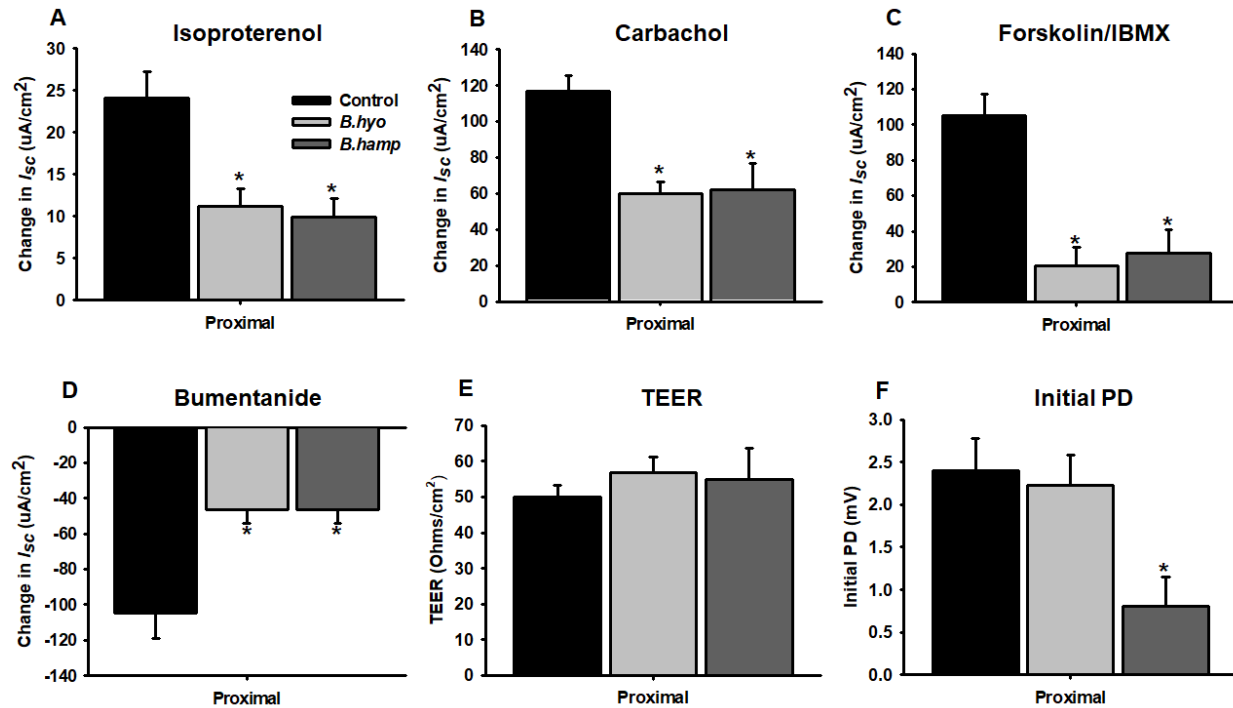 A
Isoproterenol
Change in Isc (uA/cm²)
30
25
20
15
10
5
0
Control
B.hyo
B.hamp
*
*
Proximal
B
Carbachol
Change in Isc (uA/cm²)
140
120
100
80
60
40
20
0
*
*
Proximal
C
Forskolin/IBMX
Change in Isc (uA/cm²)
140
120
100
80
60
40
20
0
*
*
Proximal
D
Bumentanide
Change in Isc (uA/cm²)
0
-20
-40
-60
-80
-100
-120
-140
*
*
Proximal
E
TEER
TEER (Ohms/cm²)
70
60
50
40
30
20
10
0
Proximal
F
Initial PD
Initial PD (mV)
3.0
2.5
2.0
1.5
1.0
0.5
0.0
*
Proximal